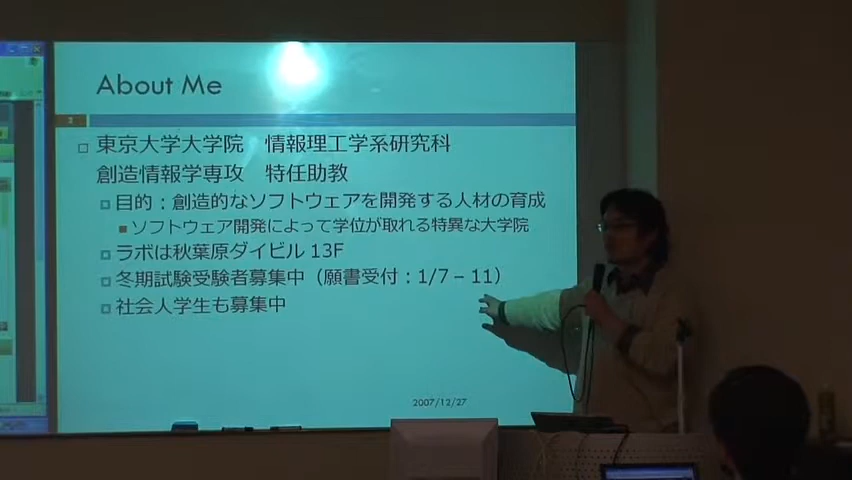 About Me
2
東京大学大学院 情報理工学系研究科
創造情報学専攻 特任助教
目的：創造的なソフトウェアを開発する人材の育成
ソフトウェア開発によって学位が取れる特異な大学院
ラボは秋葉原ダイビル 13F
冬期試験受験者募集中（願書受付：1/7 – 11）
社会人学生も募集中
2007/12/27